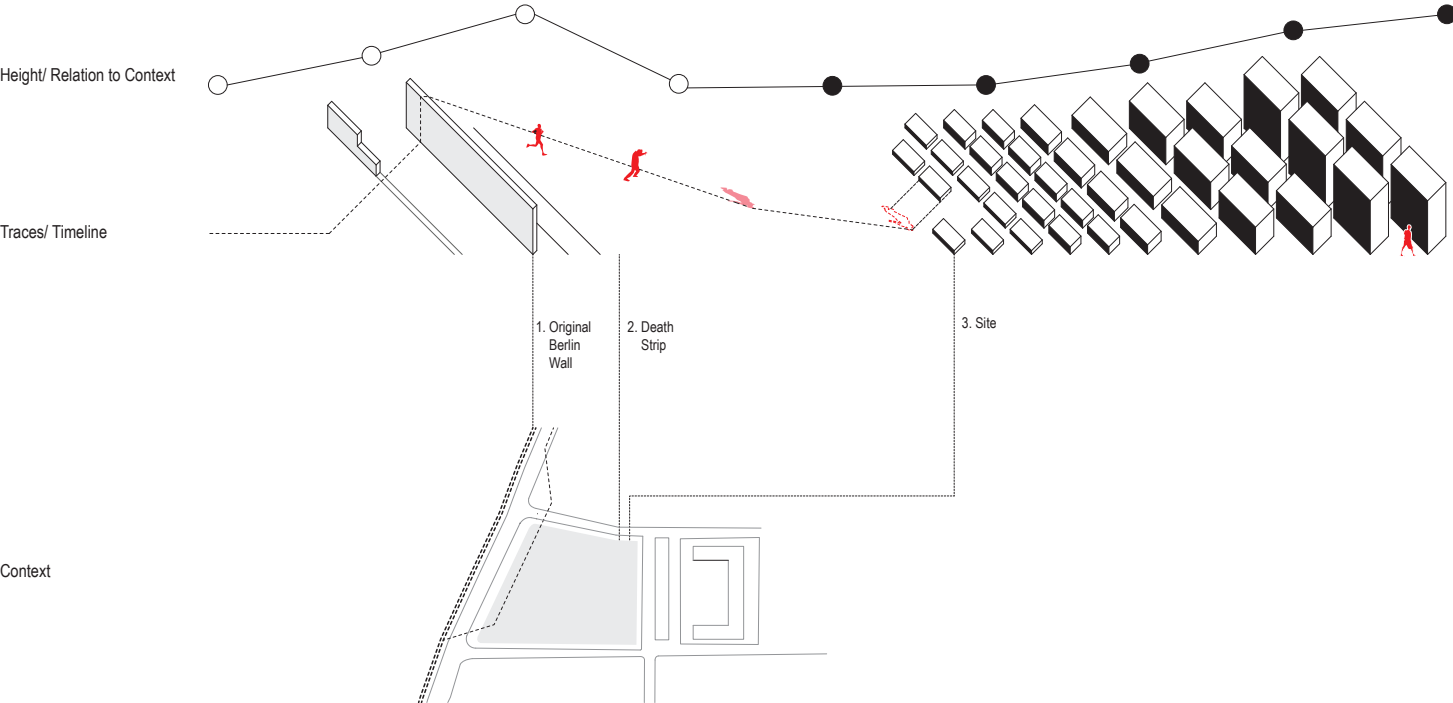 Height/ Relation to Context
Traces/ Timeline
1. Original
Berlin
Wall
2. Death
Strip
3. Site
Context